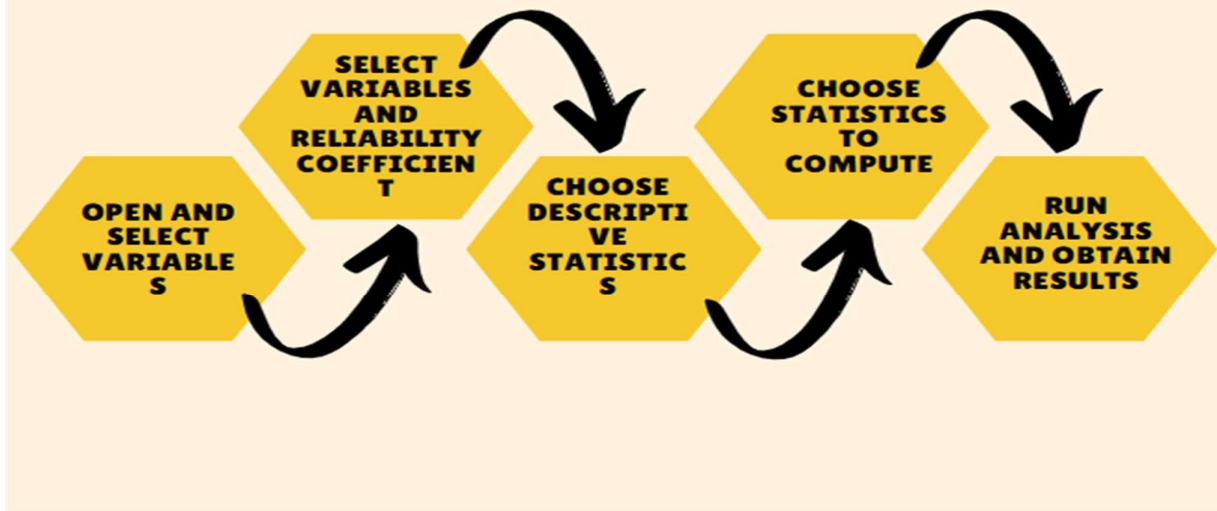 OPEN AND
SELECT
VARIABLE
S
SELECT
VARIABLES
AND
RELIABILITY
COEFFICIEN
T
CHOOSE
DESCRIPTI
VE
STATISTIC
S
CHOOSE
STATISTICS
TO
COMPUTE
RUN
ANALYSIS
AND OBTAIN
RESULTS